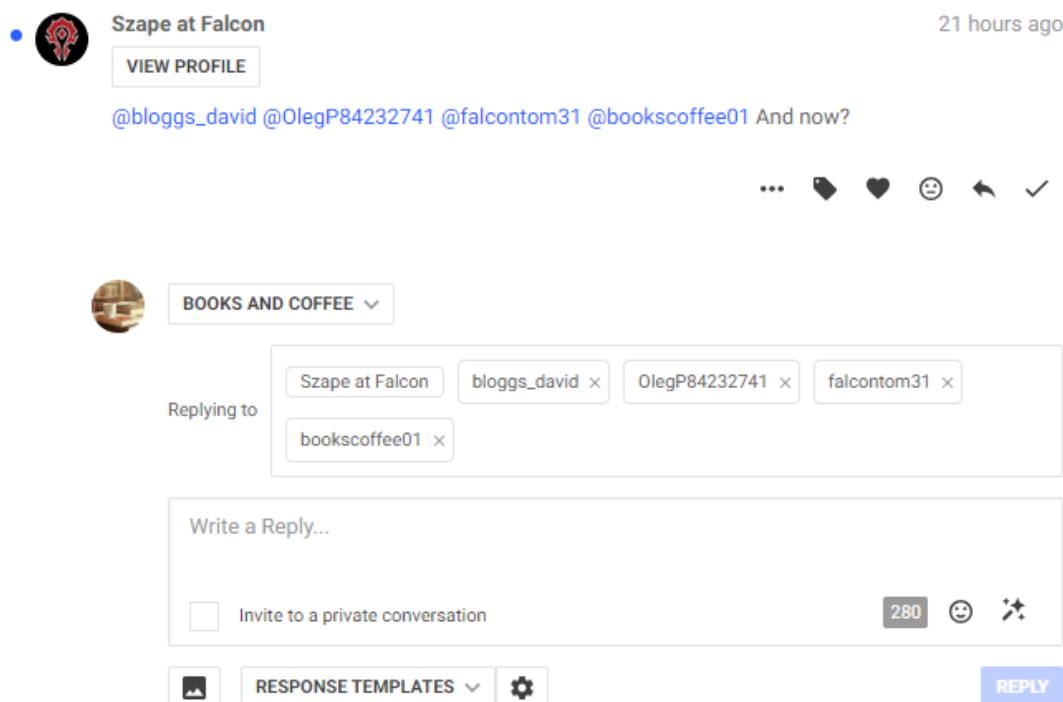 Szape at Falcon
21 hours ago
VIEW PROFILE
@bloggs_david @OlegP84232741 @falcontom31 @bookscoffee01 And now?
BOOKS AND COFFEE
Replying to
Szape at Falcon
bloggs_david ×
OlegP84232741 ×
falcontom31 ×
bookscoffee01 ×
Write a Reply...
Invite to a private conversation
280
RESPONSE TEMPLATES
REPLY